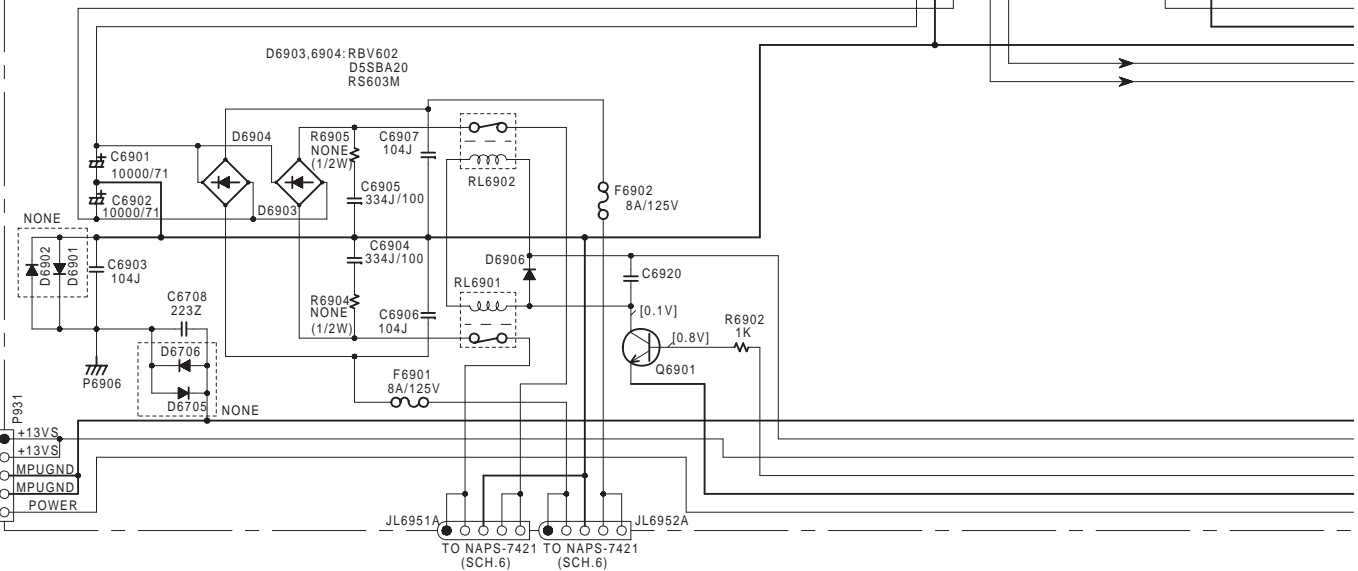 D6903,6904:RBV602
D5SBA20
RS603M
D6904
R6905
NONE
(1/2W)
C6907
104J
C6901
10000/71
RL6902
C6905
334J/100
F6902
8A/125V
C6902
10000/71
D6903
NONE
D6902
D6901
C6903
104J
C6904
334J/100
D6906
C6920
RL6901
C6708
223Z
R6904
NONE
(1/2W)
C6906
104J
[0.1V]
R6902
1K
[0.8V]
D6706
Q6901
P6906
F6901
8A/125V
D6705
NONE
P931
+13VS
+13VS
MPUGND
MPUGND
POWER
JL6951A
JL6952A
TO NAPS-7421
(SCH.6)
TO NAPS-7421
(SCH.6)